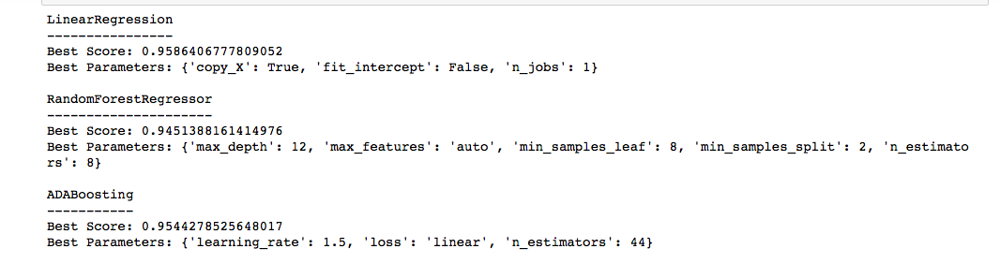 LinearRegression
----------------
Best Score: 0.9586406777809052
Best Parameters: {'copy_X': True, 'fit_intercept': False, 'n_jobs': 1}
RandomForestRegressor
---------------------
Best Score: 0.9451388161414976
Best Parameters: {'max_depth': 12, 'max_features': 'auto', 'min_samples_leaf': 8, 'min_samples_split': 2, 'n_estimato
rs': 8}
ADABoosting
-----------
Best Score: 0.9544278525648017
Best Parameters: {'learning_rate': 1.5, 'loss': 'linear', 'n_estimators': 44}